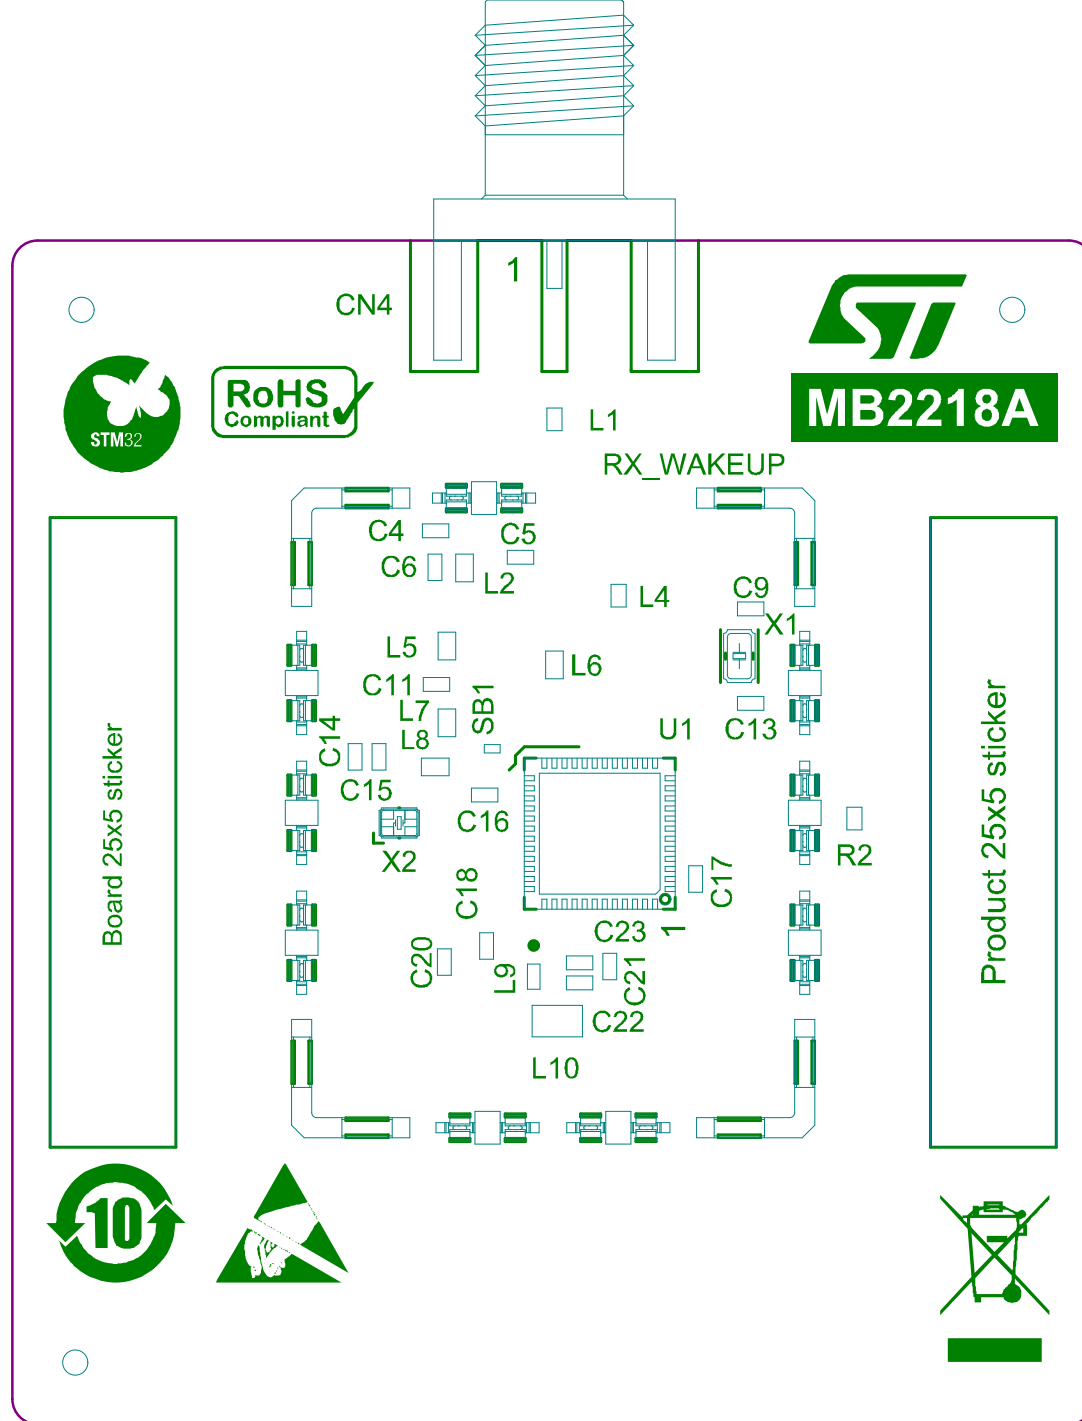 1
CN4
ST
MB2218A
STM32
RoHS
Compliant
L1
RX_WAKEUP
C4
C5
C6
L2
L4
C9
X1
L5
L6
C11
SB1
L7
C13
U1
C14
L8
C15
C16
X2
R2
C17
C18
C23
1
C20
L9
C21
C22
L10
Board 25x5 sticker
Product 25x5 sticker
10